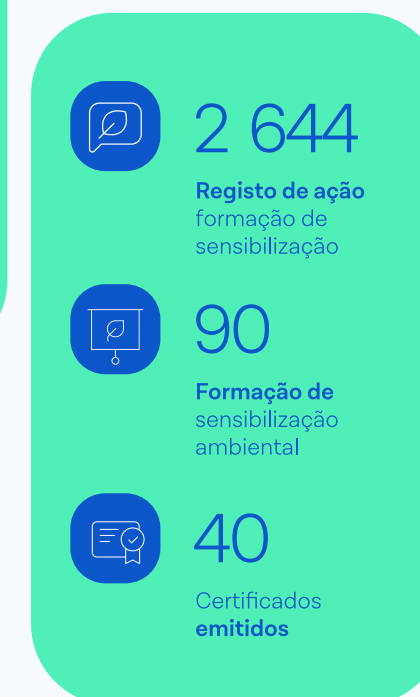 2 644
Registo de ação
formação de
sensibilização
90
Formação de
sensibilização
ambiental
40
Certificados
emitidos